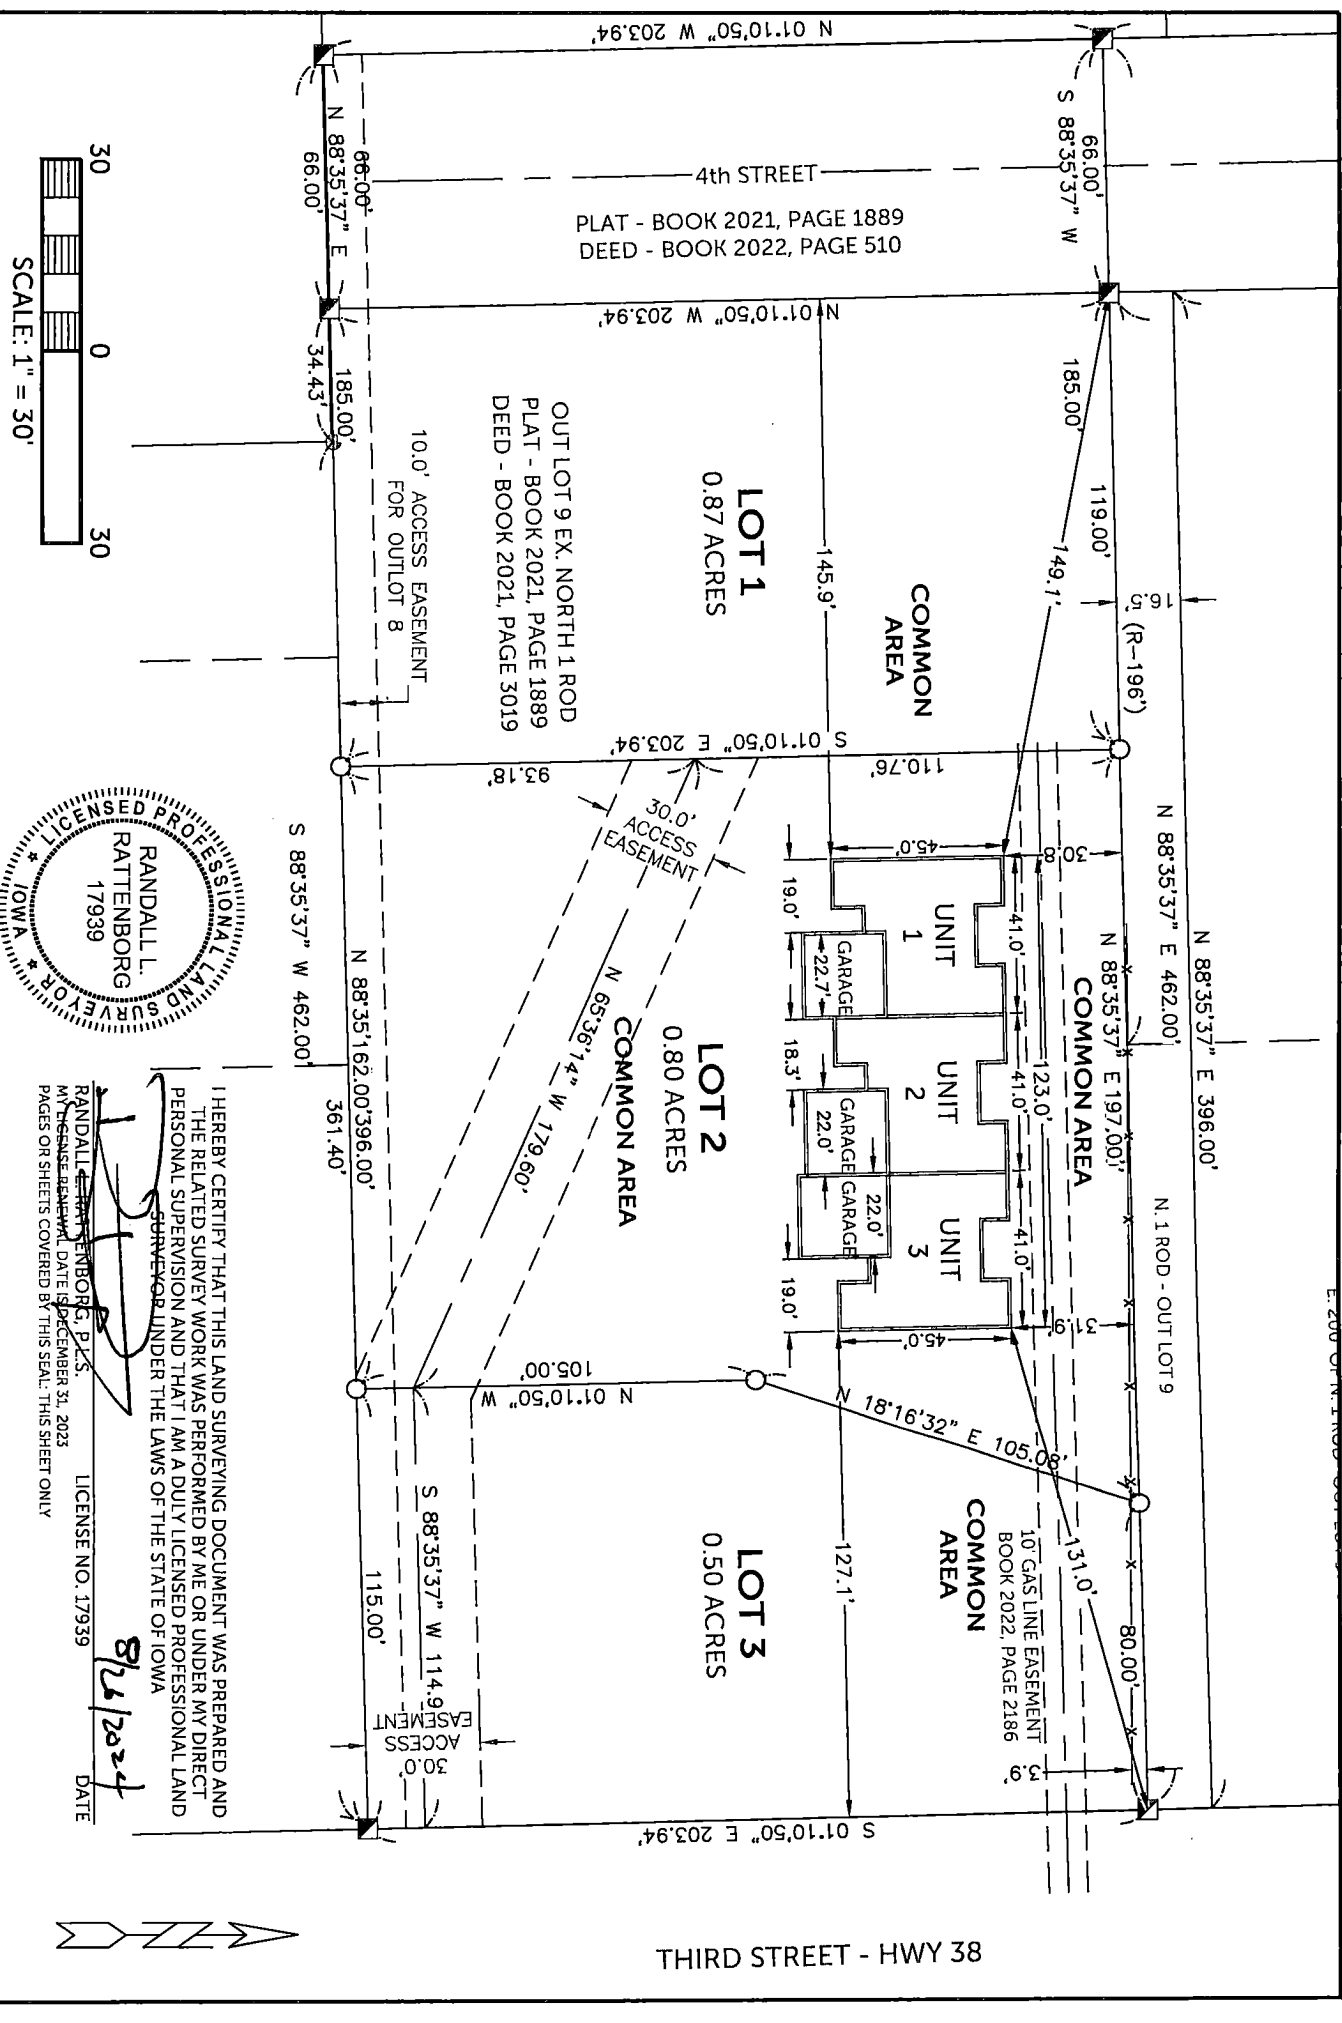 N 01°10'50" W 203.94'
66.00'
S 88°35'37" W
4th STREET
PLAT - BOOK 2021, PAGE 1889
DEED - BOOK 2022, PAGE 510
66.00'
N 88°35'37" E
66.00'
N 01°10'50" W 203.94'
185.00'
34.43'
185.00'
119.00'
149.1'
145.9'
16.5'
(R-196')
LOT 1
0.87 ACRES
COMMON
AREA
OUT LOT 9 EX. NORTH 1 ROD
PLAT - BOOK 2021, PAGE 1889
DEED - BOOK 2021, PAGE 3019
10.0' ACCESS EASEMENT
FOR OUTLOT 8
S 01°10'50" E 203.94'
110.76'
93.18'
30.0'
ACCESS
EASEMENT
N 88°35'37" E 396.00'
N 88°35'37" E 462.00'
N 88°35'37" E 197.00'
N. 1 ROD - OUT LOT 9
COMMON AREA
30.8
45.0'
41.0'
41.0'
41.0'
123.0'
UNIT
1
UNIT
2
UNIT
3
GARAGE
22.7'
GARAGE
22.0'
GARAGE
22.0'
19.0'
18.3'
19.0'
31.9'
45.0'
LOT 2
0.80 ACRES
COMMON AREA
N 65°36'14" W 179.60'
N 01°10'50" W
105.00'
N 18°16'32" E 105.08'
131.0'
127.1'
80.00'
3.9'
10' GAS LINE EASEMENT
BOOK 2022, PAGE 2186
COMMON
AREA
LOT 3
0.50 ACRES
S 88°35'37" W 114.9
30.0'
ACCESS
EASEMENT
115.00'
S 01°10'50" E 203.94'
N 88°35'162.00'396.00'
361.40'
S 88°35'37" W 462.00'
THIRD STREET - HWY 38
30 0 30
SCALE: 1" = 30'
LICENSED PROFESSIONAL LAND SURVEYOR
IOWA
RANDALL L.
RATTENBORG
17939
I HEREBY CERTIFY THAT THIS LAND SURVEYING DOCUMENT WAS PREPARED AND
THE RELATED SURVEY WORK WAS PERFORMED BY ME OR UNDER MY DIRECT
PERSONAL SUPERVISION AND THAT I AM A DULY LICENSED PROFESSIONAL LAND
SURVEYOR UNDER THE LAWS OF THE STATE OF IOWA
8/26/2024
RANDALL L. RATTENBORG, P.L.S. LICENSE NO. 17939 DATE
MY LICENSE RENEWAL DATE IS DECEMBER 31, 2023
PAGES OR SHEETS COVERED BY THIS SEAL: THIS SHEET ONLY